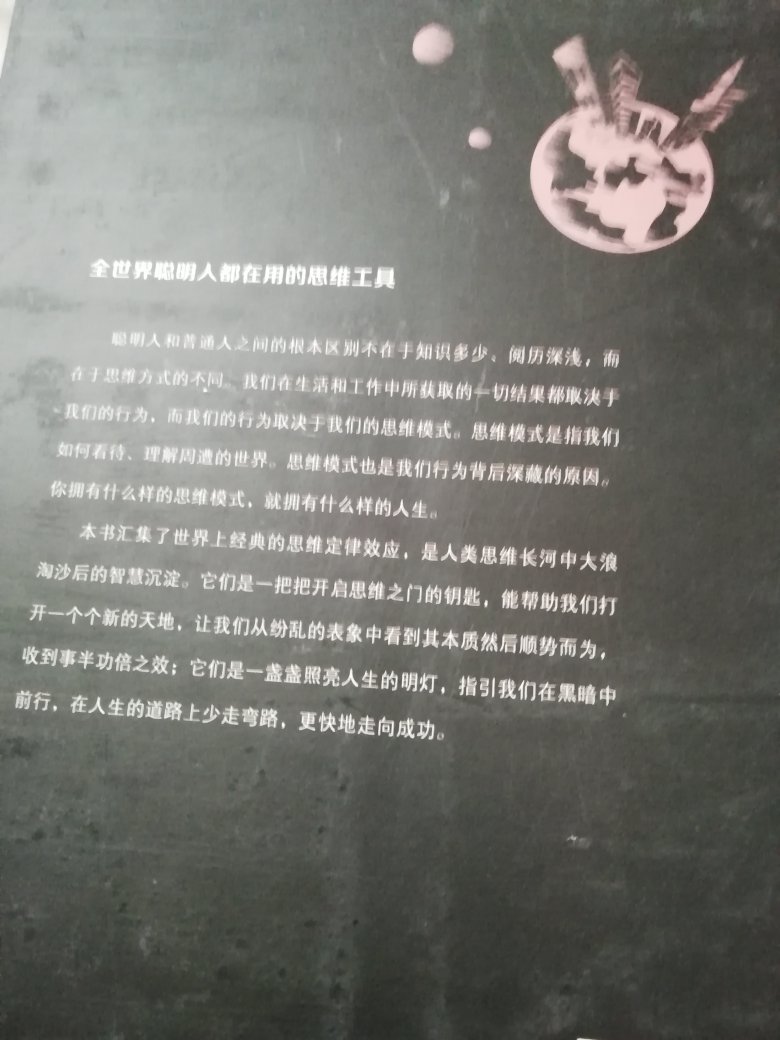 全世界聪明人都在用的思维工具
聪明人和普通人之间的根本区别不在于知识多少、阅历深浅，而
在于思维方式的不同。我们在生活和工作中所获取的一切结果都取决于
我们的行为，而我们的行为取决于我们的思维模式。思维模式是指我们
如何看待、理解周遭的世界。思维模式也是我们行为背后深藏的原因。
你拥有什么样的思维模式，就拥有什么样的人生。
本书汇集了世界上经典的思维定律效应，是人类思维长河中大浪
淘沙后的智慧沉淀。它们是一把把开启思维之门的钥匙，能帮助我们打
开一个个新的天地，让我们从纷乱的表象中看到其本质然后顺势而为，
收到事半功倍之效；它们是一盏盏照亮人生的明灯，指引我们在黑暗中
前行，在人生的道路上少走弯路，更快地走向成功。